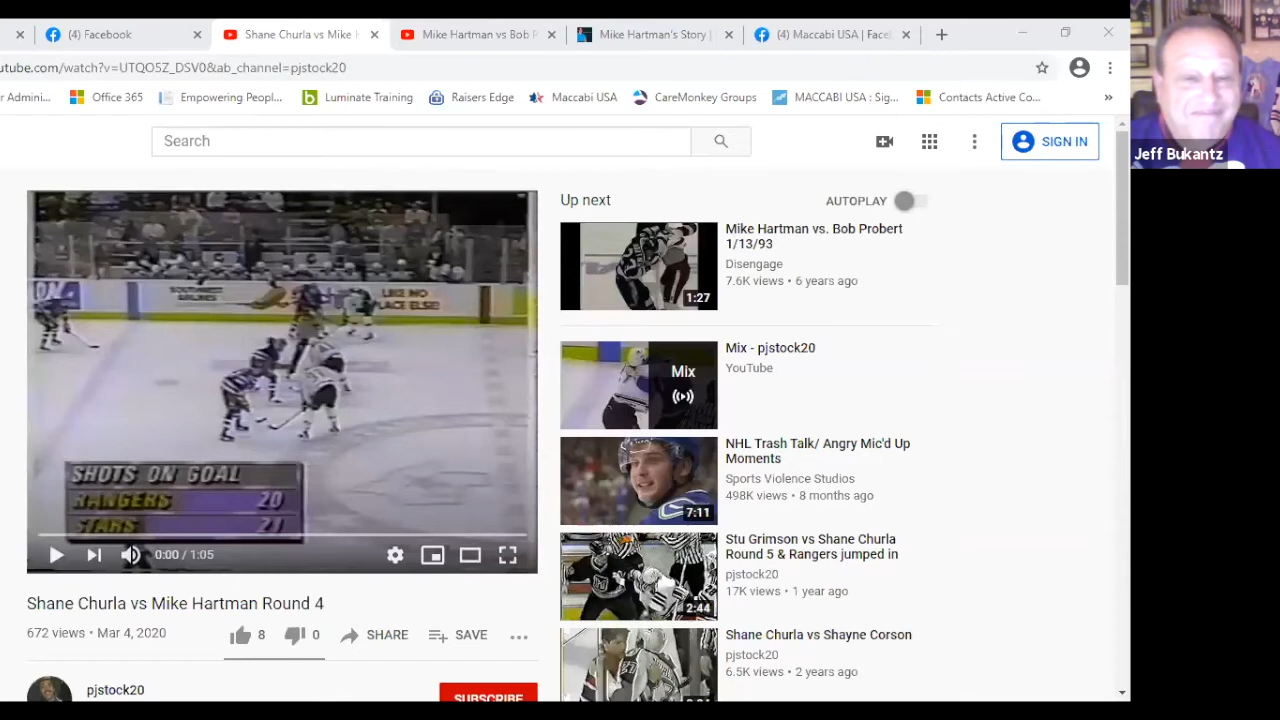 (4) Facebook
Shane Churla vs Mike H
Mike Hartman vs Bob P
Mike Hartman's Story |
(4) Maccabi USA | Face
utube.com/watch?v=UTQO5Z_DSV0&ab_channel=pjstock20
r Admini...
Office 365
Empowering Peopl...
Luminate Training
Raisers Edge
Maccabi USA
CareMonkey Groups
MACCABI USA : Sig...
Contacts Active Co...
Jeff Bukantz
Search
SIGN IN
LIKE NO
PLACE ELSE!
SHOTS ON GOAL
RANGERS 20
STARS 27
0:00 / 1:05
Shane Churla vs Mike Hartman Round 4
672 views • Mar 4, 2020
8
0
SHARE
SAVE
pjstock20
SUBSCRIBE
Up next
AUTOPLAY
1:27
Mike Hartman vs. Bob Probert
1/13/93
Disengage
7.6K views • 6 years ago
Mix
Mix - pjstock20
YouTube
7:11
NHL Trash Talk/ Angry Mic'd Up
Moments
Sports Violence Studios
498K views • 8 months ago
2:44
Stu Grimson vs Shane Churla
Round 5 & Rangers jumped in
pjstock20
17K views • 1 year ago
Shane Churla vs Shayne Corson
pjstock20
6.5K views • 2 years ago